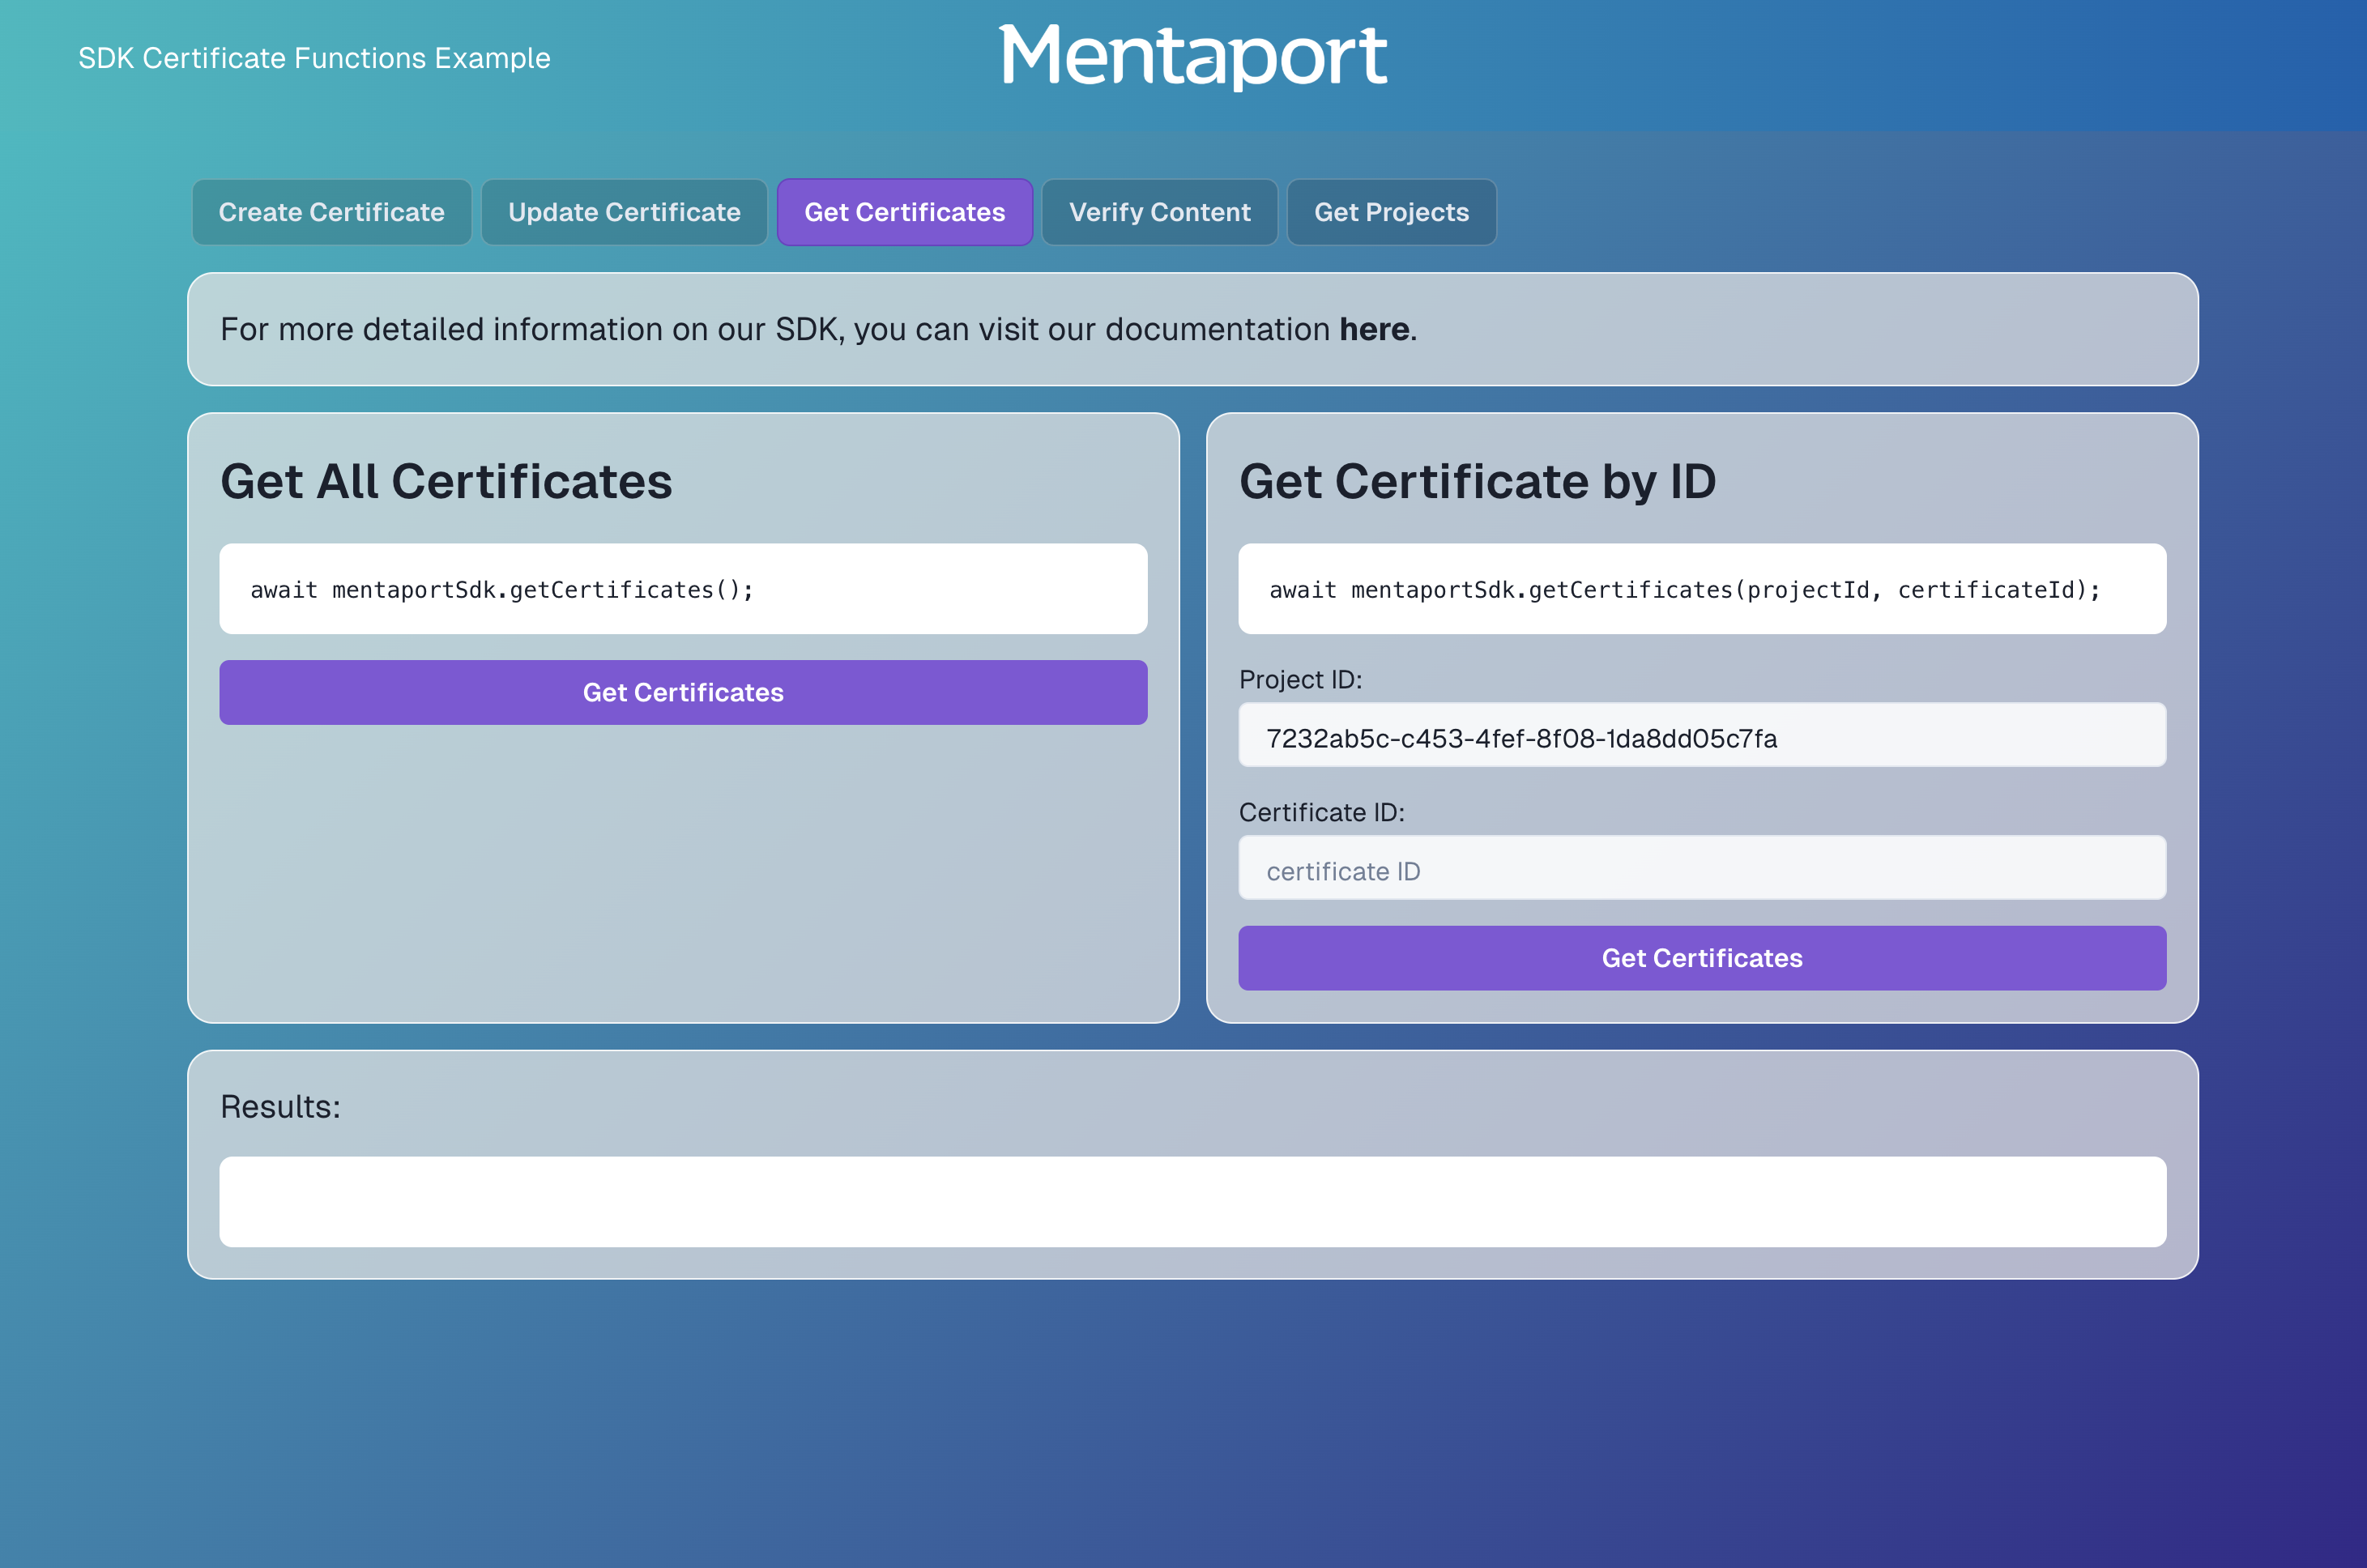 SDK Certificate Functions Example
Mentaport
Create Certificate
Update Certificate
Get Certificates
Verify Content
Get Projects
For more detailed information on our SDK, you can visit our documentation here.
Get All Certificates
await mentaportSdk.getCertificates();
Get Certificates
Get Certificate by ID
await mentaportSdk.getCertificates(projectId, certificateId);
Project ID:
7232ab5c-c453-4fef-8f08-1da8dd05c7fa
Certificate ID:
certificate ID
Get Certificates
Results: